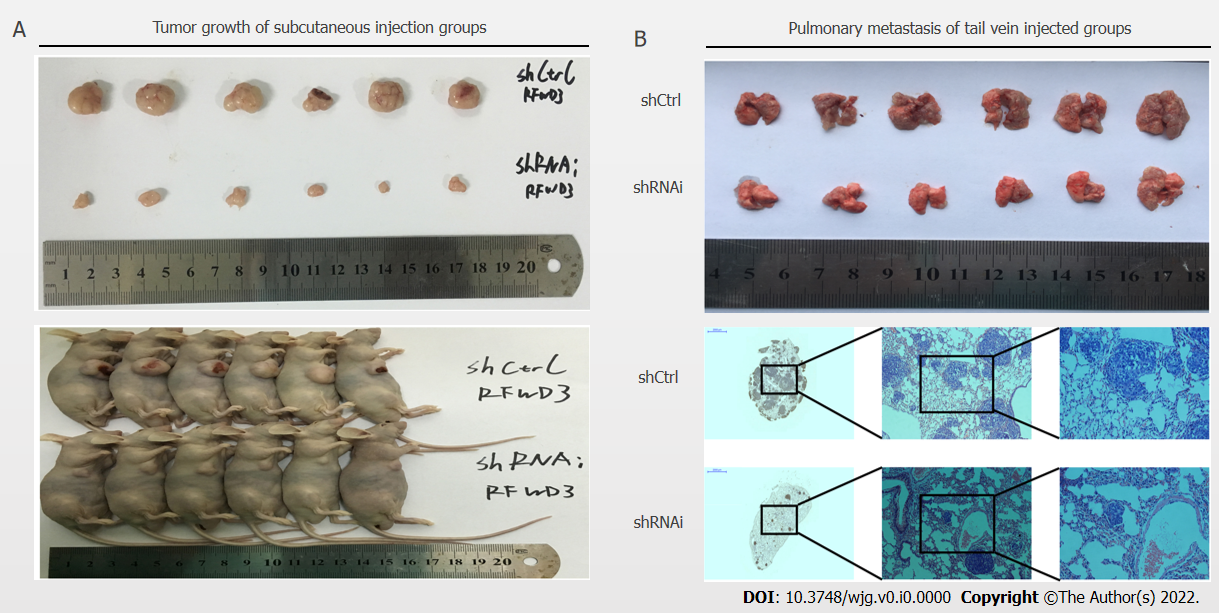 A
Tumor growth of subcutaneous injection groups
shCtrl
RFWD3
shRNAi
RFWD3
mm
1 2 3 4 5 6 7 8 9 10 11 12 13 14 15 16 17 18 19 20
shCtrl
RFWD3
shRNAi
RFWD3
1 2 3 4 5 6 7 8 9 10 11 12 13 14 15 16 17 18 19 20
B
Pulmonary metastasis of tail vein injected groups
shCtrl
shRNAi
4 5 6 7 8 9 10 11 12 13 14 15 16 17 18
shCtrl
shRNAi
DOI: 10.3748/wjg.v0.i0.0000 Copyright ©The Author(s) 2022.